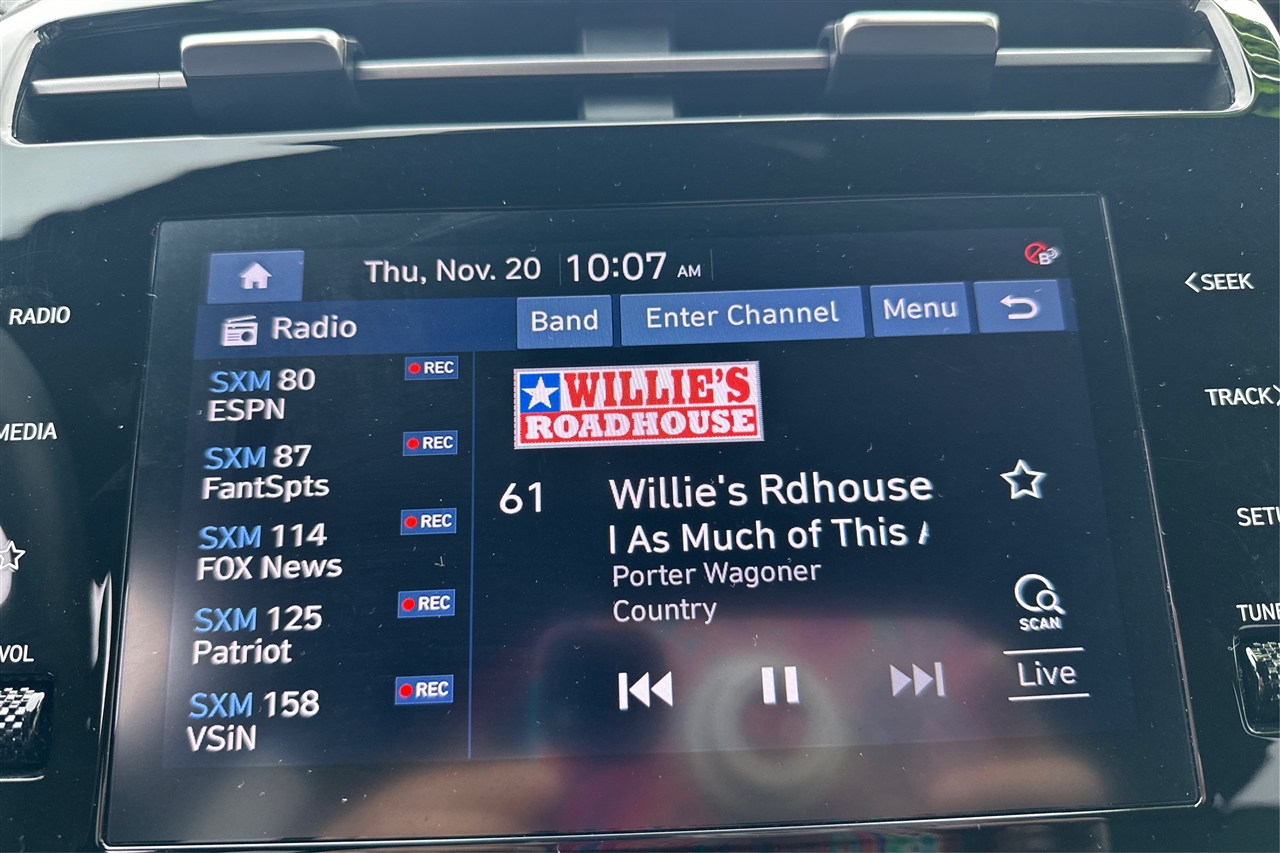 Thu, Nov. 20 10:07 AM
B
Radio Band Enter Channel Menu
SXM 80 REC
ESPN
SXM 87 REC
FantSpts
SXM 114 REC
FOX News
SXM 125 REC
Patriot
SXM 158 REC
VSiN
WILLIE'S
ROADHOUSE
61 Willie's Rdhouse
I As Much of This
Porter Wagoner
Country
SCAN
Live
RADIO
MEDIA
VOL
SEEK
TRACK
SETU
TUNE